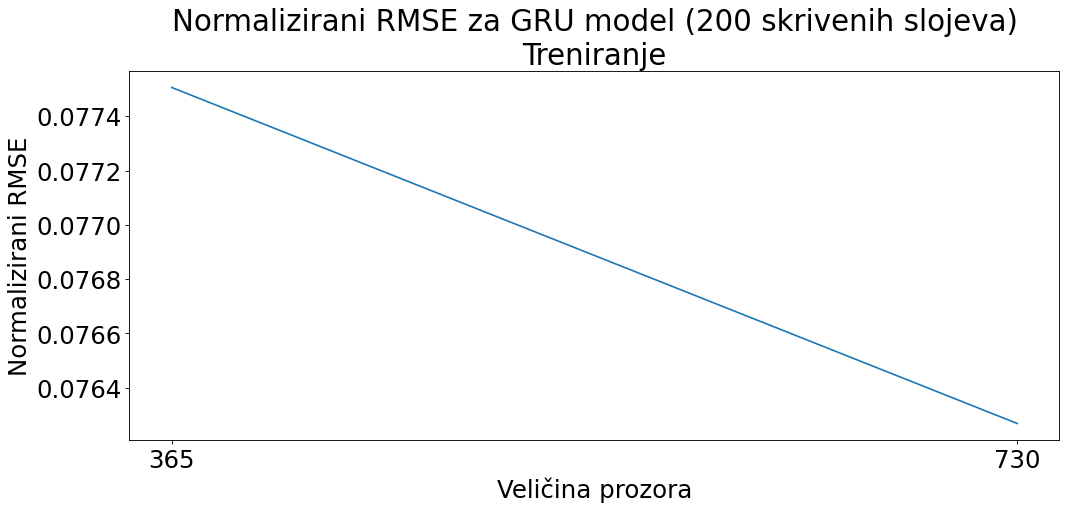 Normalizirani RMSE za GRU model (200 skrivenih slojeva)
Treniranje
Normalizirani RMSE
0.0774
0.0772
0.0770
0.0768
0.0766
0.0764
365
730
Veličina prozora